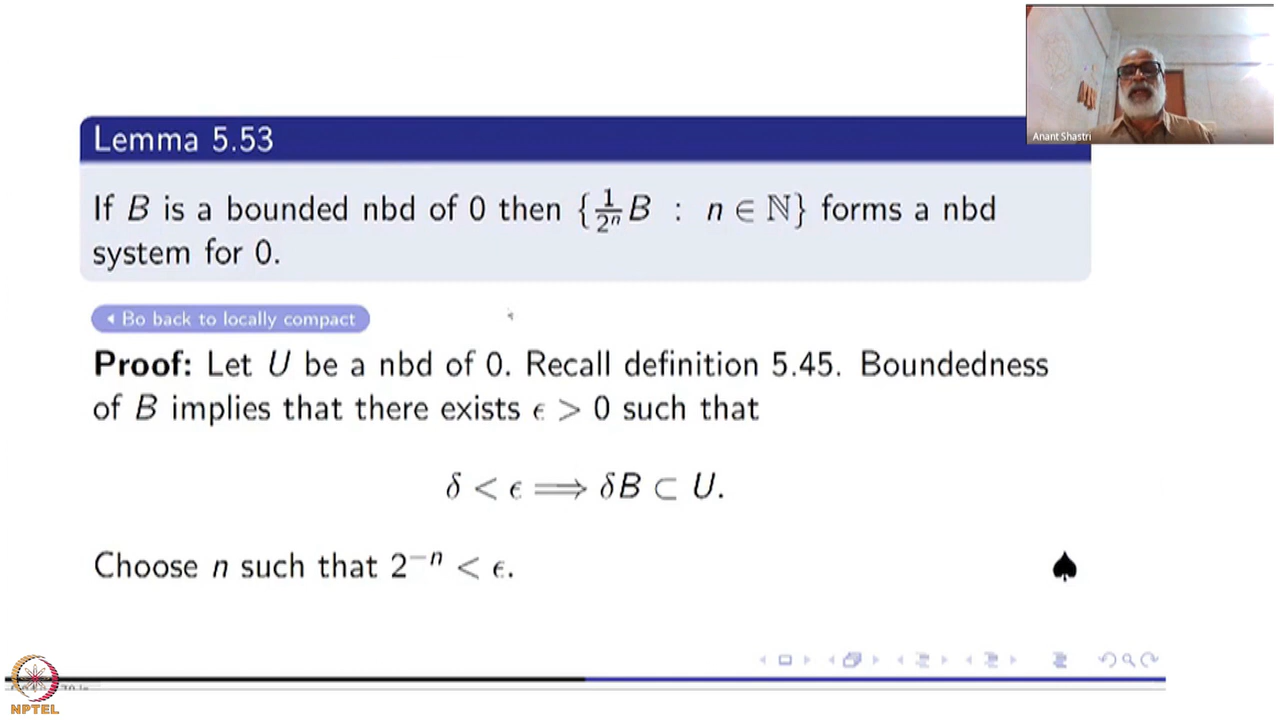 Anant Shastri
Lemma 5.53
If B is a bounded nbd of 0 then {1/2ⁿ B : n ∈ ℕ} forms a nbd
system for 0.
Bo back to locally compact
Proof: Let U be a nbd of 0. Recall definition 5.45. Boundedness
of B implies that there exists ϵ > 0 such that
δ < ϵ ⟹ δB ⊂ U.
Choose n such that 2⁻ⁿ < ϵ.
NPTEL